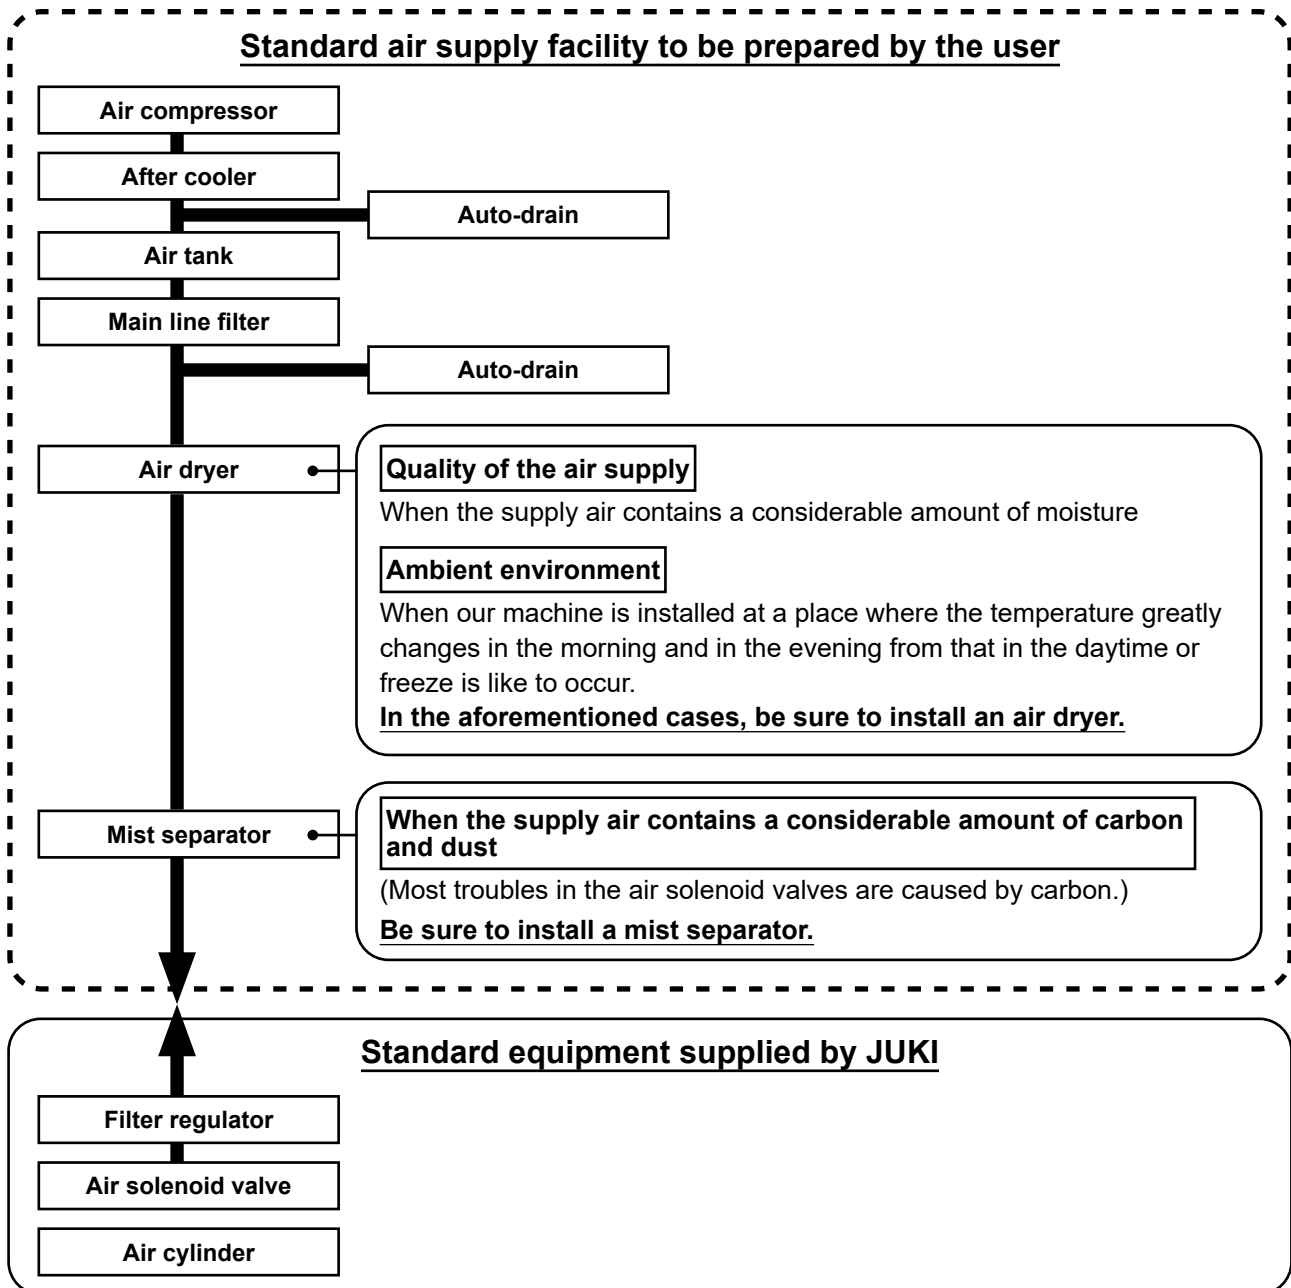 Standard air supply facility to be prepared by the user
Air compressor
After cooler
Auto-drain
Air tank
Main line filter
Auto-drain
Air dryer
Quality of the air supply
When the supply air contains a considerable amount of moisture
Ambient environment
When our machine is installed at a place where the temperature greatly
changes in the morning and in the evening from that in the daytime or
freeze is like to occur.
In the aforementioned cases, be sure to install an air dryer.
Mist separator
When the supply air contains a considerable amount of carbon
and dust
(Most troubles in the air solenoid valves are caused by carbon.)
Be sure to install a mist separator.
Standard equipment supplied by JUKI
Filter regulator
Air solenoid valve
Air cylinder